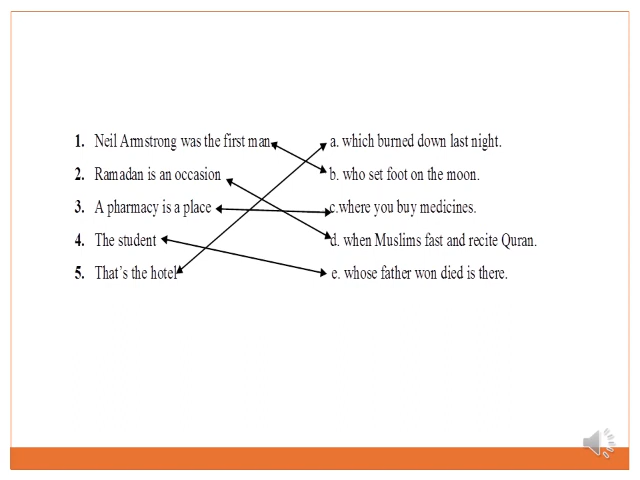 1. Neil Armstrong was the first man a. which burned down last night.
2. Ramadan is an occasion b. who set foot on the moon.
3. A pharmacy is a place c.where you buy medicines.
4. The student d. when Muslims fast and recite Quran.
5. That's the hotel e. whose father won died is there.